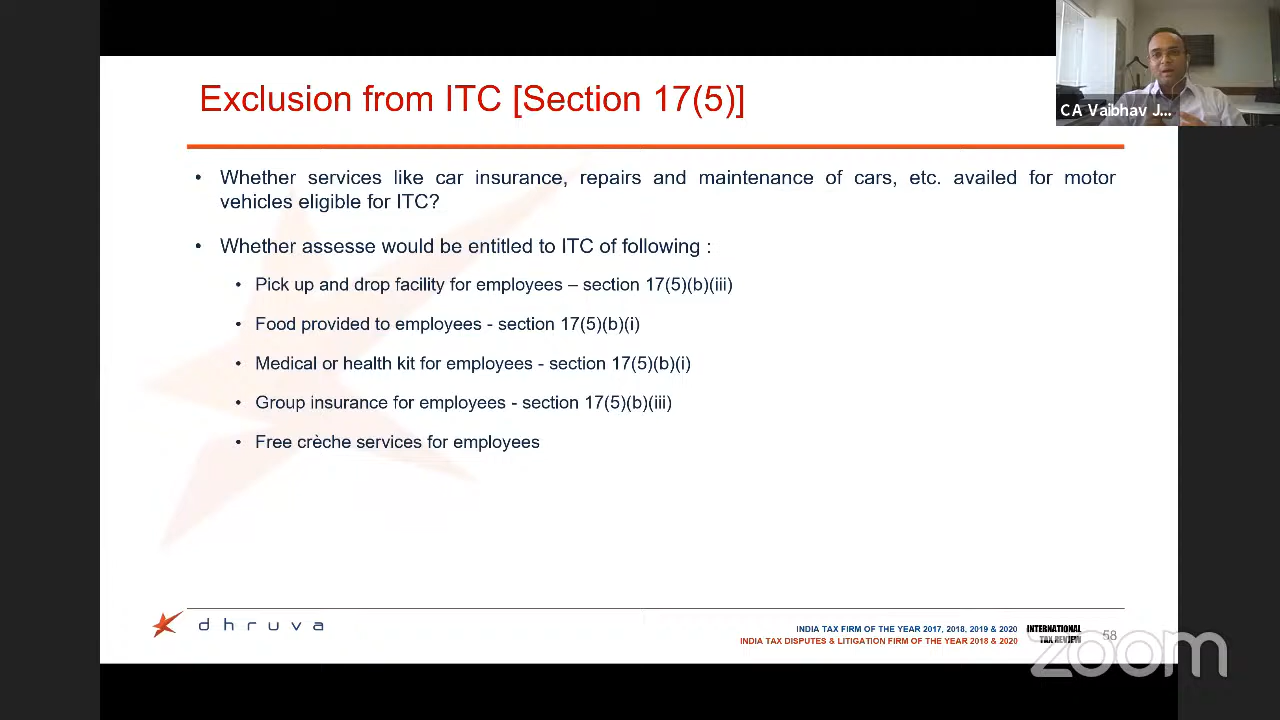 CA Vaibhav J...
Exclusion from ITC [Section 17(5)]
• Whether services like car insurance, repairs and maintenance of cars, etc. availed for motor
vehicles eligible for ITC?
• Whether assesse would be entitled to ITC of following :
• Pick up and drop facility for employees – section 17(5)(b)(iii)
• Food provided to employees - section 17(5)(b)(i)
• Medical or health kit for employees - section 17(5)(b)(i)
• Group insurance for employees - section 17(5)(b)(iii)
• Free crèche services for employees
dhruva
INDIA TAX FIRM OF THE YEAR 2017, 2018, 2019 & 2020
INDIA TAX DISPUTES & LITIGATION FIRM OF THE YEAR 2018 & 2020
INTERNATIONAL
TAX REVIEW
58
zoom